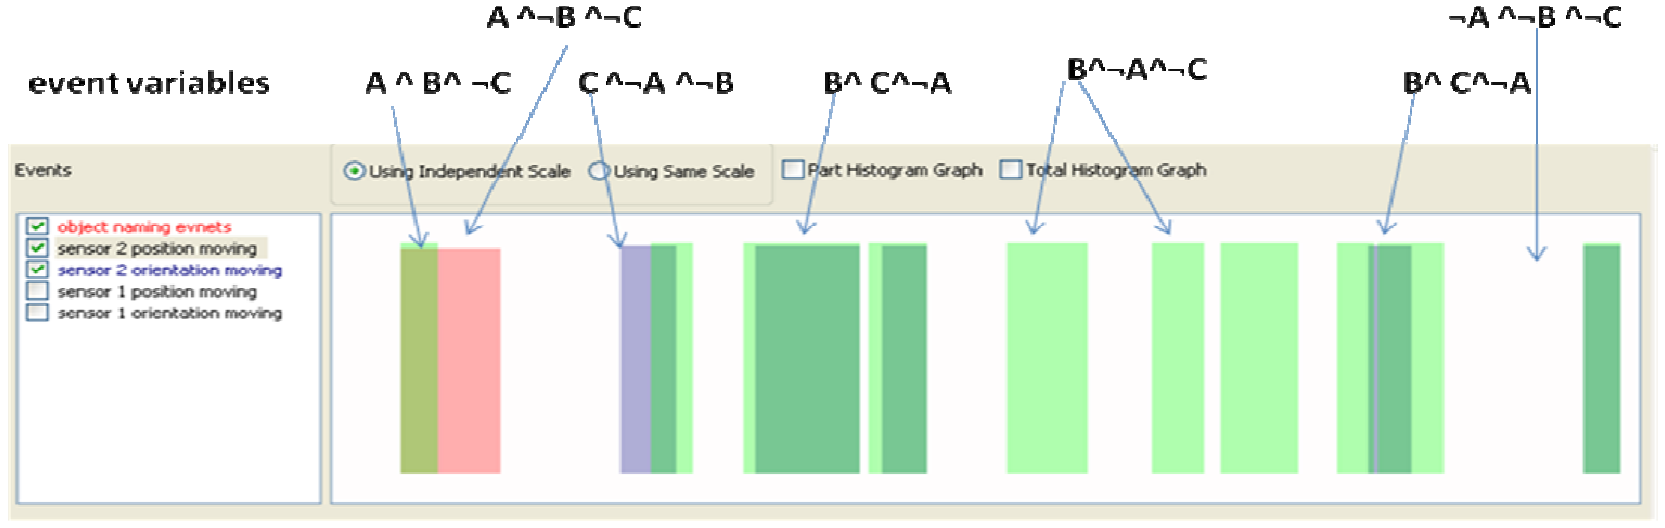 A ^¬B ^¬C
¬A ^¬B ^¬C
event variables
A ^ B^ ¬C
C ^¬A ^¬B
B^ C^¬A
B^¬A^¬C
B^ C^¬A
Events
Using Independent Scale
Using Same Scale
Part Histogram Graph
Total Histogram Graph
object naming evnets
sensor 2 position moving
sensor 2 orientation moving
sensor 1 position moving
sensor 1 orientation moving